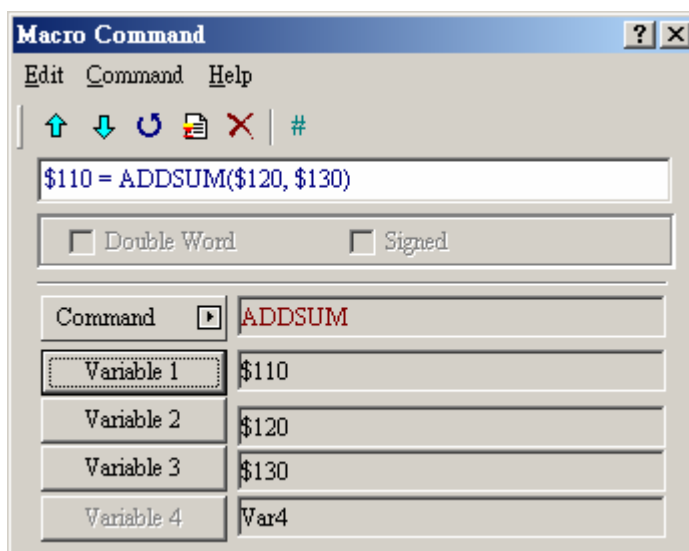 Macro Command
Edit Command Help
#
$110 = ADDSUM($120, $130)
Double Word Signed
Command ADDSUM
Variable 1 $110
Variable 2 $120
Variable 3 $130
Variable 4 Var4